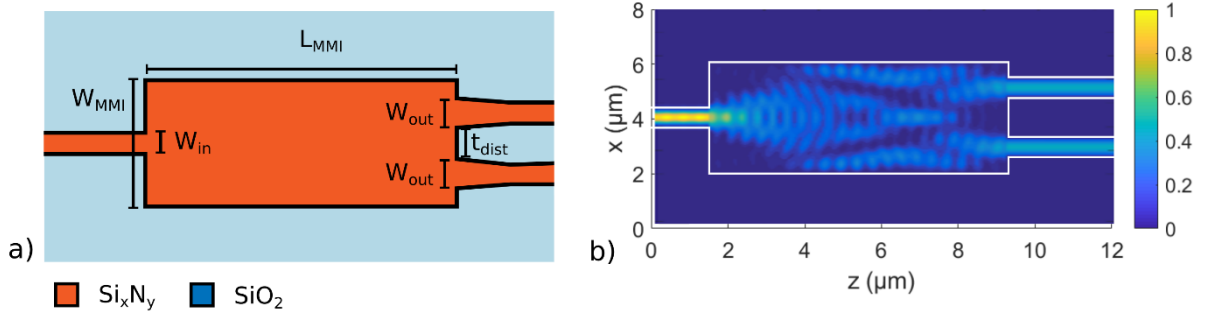 L_MMI
W_MMI
W_in
W_out
t_dist
W_out
a)
Si_xN_y
SiO_2
8
6
4
2
0
x (μm)
0
2
4
6
8
10
12
z (μm)
b)
1
0.8
0.6
0.4
0.2
0